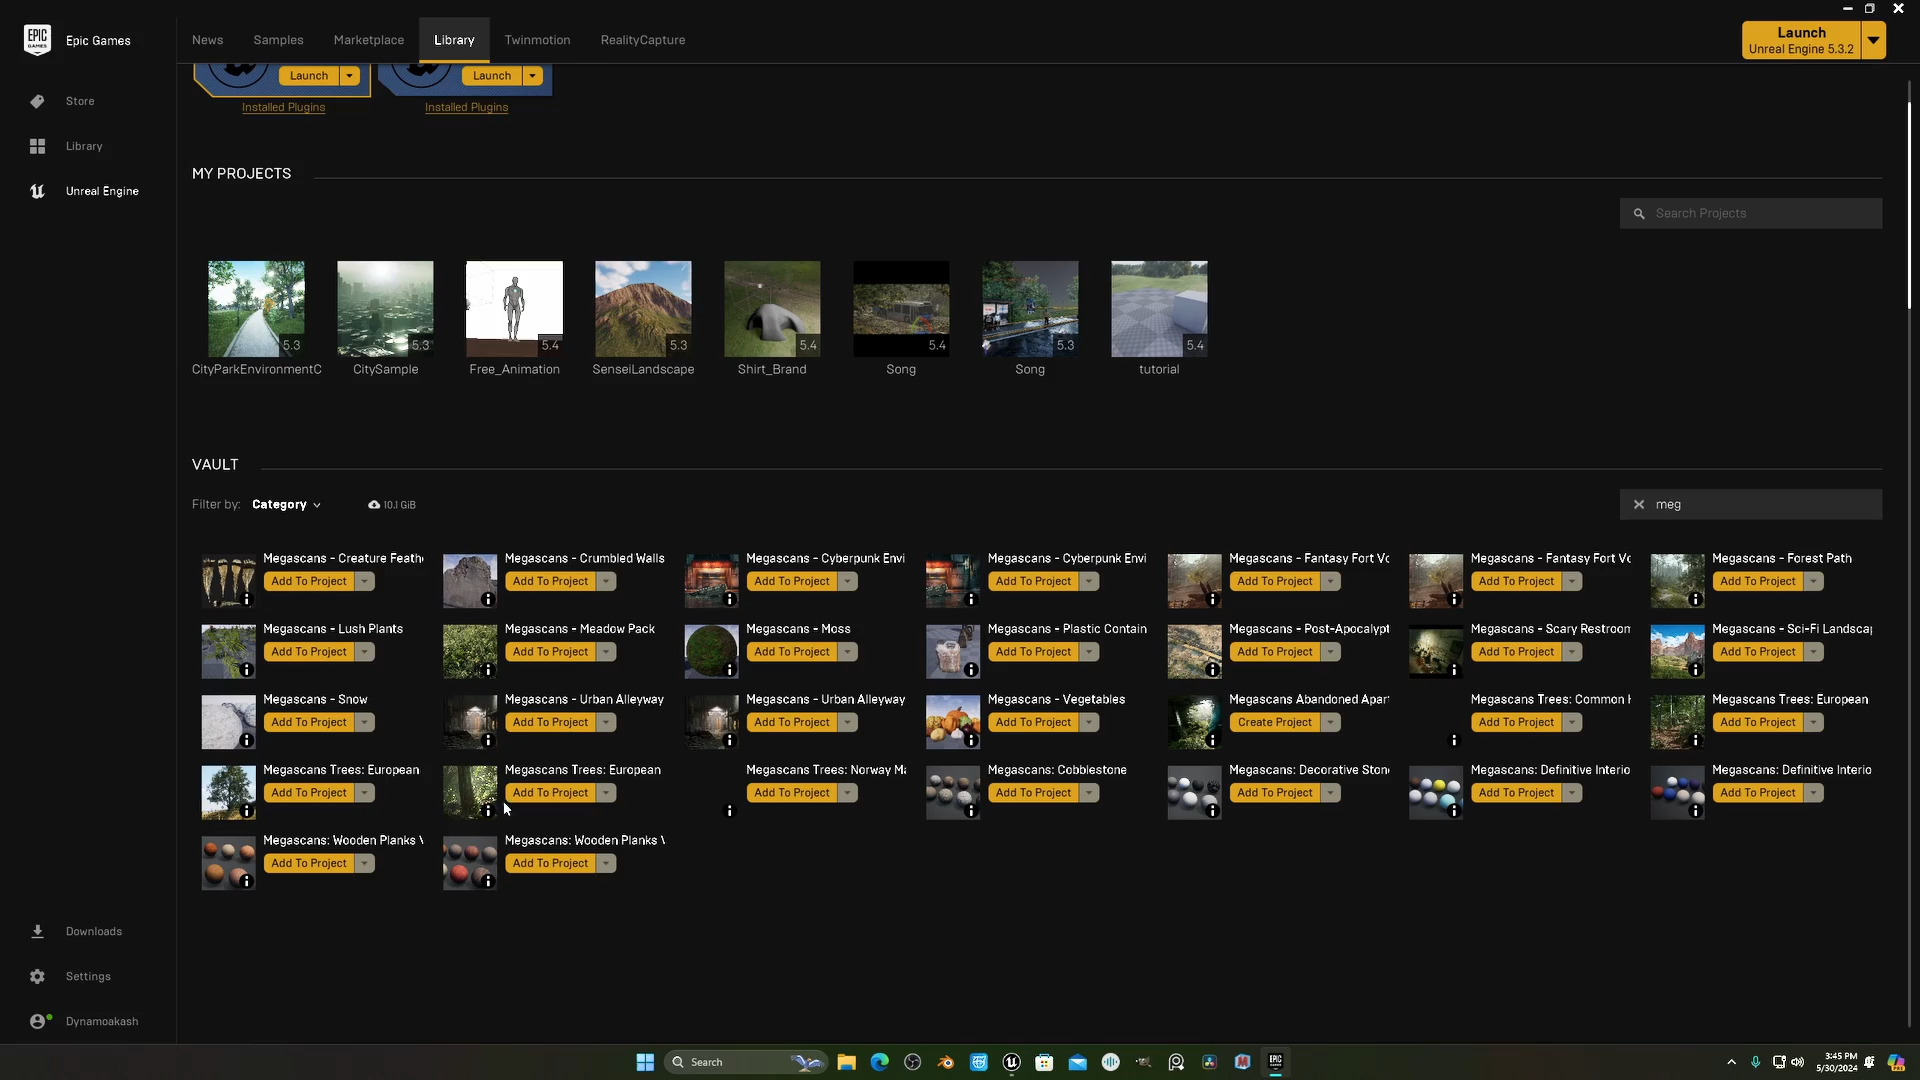 EPIC GAMES
Epic Games
News
Samples
Marketplace
Library
Twinmotion
RealityCapture
Launch
Unreal Engine 5.3.2
Store
Library
Unreal Engine
Launch
Launch
Installed Plugins
Installed Plugins
MY PROJECTS
Search Projects
5.3
5.3
5.4
5.3
5.4
5.4
5.3
5.4
CityParkEnvironmentC
CitySample
Free_Animation
SenseiLandscape
Shirt_Brand
Song
Song
tutorial
VAULT
Filter by:
Category
10.1 GiB
meg
Megascans - Creature Feath
Megascans - Crumbled Walls
Megascans - Cyberpunk Envi
Megascans - Cyberpunk Envi
Megascans - Fantasy Fort Vo
Megascans - Fantasy Fort Vo
Megascans - Forest Path
Add To Project
Add To Project
Add To Project
Add To Project
Add To Project
Add To Project
Add To Project
Megascans - Lush Plants
Megascans - Meadow Pack
Megascans - Moss
Megascans - Plastic Contain
Megascans - Post-Apocalypt
Megascans - Scary Restroom
Megascans - Sci-Fi Landscap
Add To Project
Add To Project
Add To Project
Add To Project
Add To Project
Add To Project
Add To Project
Megascans - Snow
Megascans - Urban Alleyway
Megascans - Urban Alleyway
Megascans - Vegetables
Megascans Abandoned Apar
Megascans Trees: Common H
Megascans Trees: European
Add To Project
Add To Project
Add To Project
Add To Project
Create Project
Add To Project
Add To Project
Megascans Trees: European
Megascans Trees: European
Megascans Trees: Norway Ma
Megascans: Cobblestone
Megascans: Decorative Ston
Megascans: Definitive Interio
Megascans: Definitive Interio
Add To Project
Add To Project
Add To Project
Add To Project
Add To Project
Add To Project
Add To Project
Megascans: Wooden Planks V
Megascans: Wooden Planks V
Add To Project
Add To Project
Downloads
Settings
Dynamoakash
Search
3:45 PM
5/30/2024